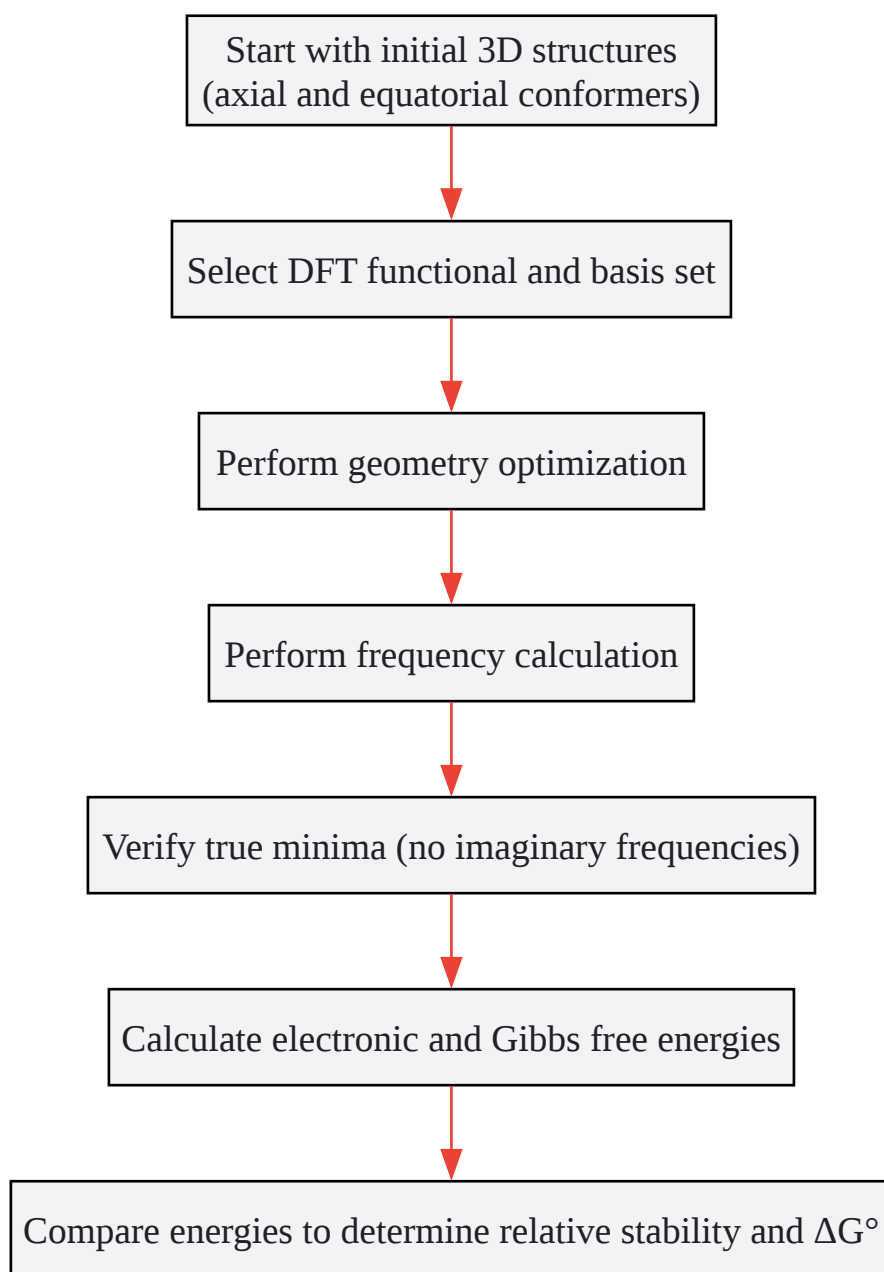 Start with initial 3D structures
(axial and equatorial conformers)
Select DFT functional and basis set
Perform geometry optimization
Perform frequency calculation
Verify true minima (no imaginary frequencies)
Calculate electronic and Gibbs free energies
Compare energies to determine relative stability and ΔG°